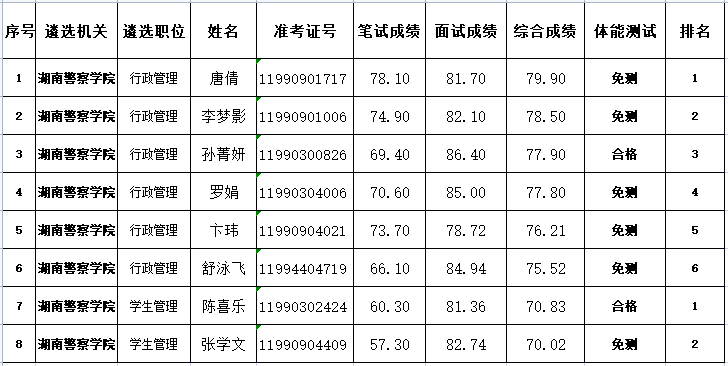 序号 遴选机关 遴选职位 姓名 准考证号 笔试成绩 面试成绩 综合成绩 体能测试 排名
1 湖南警察学院 行政管理 唐倩 11990901717 78.10 81.70 79.90 免测 1
2 湖南警察学院 行政管理 李梦影 11990901006 74.90 82.10 78.50 免测 2
3 湖南警察学院 行政管理 孙菁妍 11990300826 69.40 86.40 77.90 合格 3
4 湖南警察学院 行政管理 罗娟 11990304006 70.60 85.00 77.80 免测 4
5 湖南警察学院 行政管理 卞玮 11990904021 73.70 78.72 76.21 免测 5
6 湖南警察学院 行政管理 舒泳飞 11994404719 66.10 84.94 75.52 免测 6
7 湖南警察学院 学生管理 陈喜乐 11990302424 60.30 81.36 70.83 合格 1
8 湖南警察学院 学生管理 张学文 11990904409 57.30 82.74 70.02 免测 2